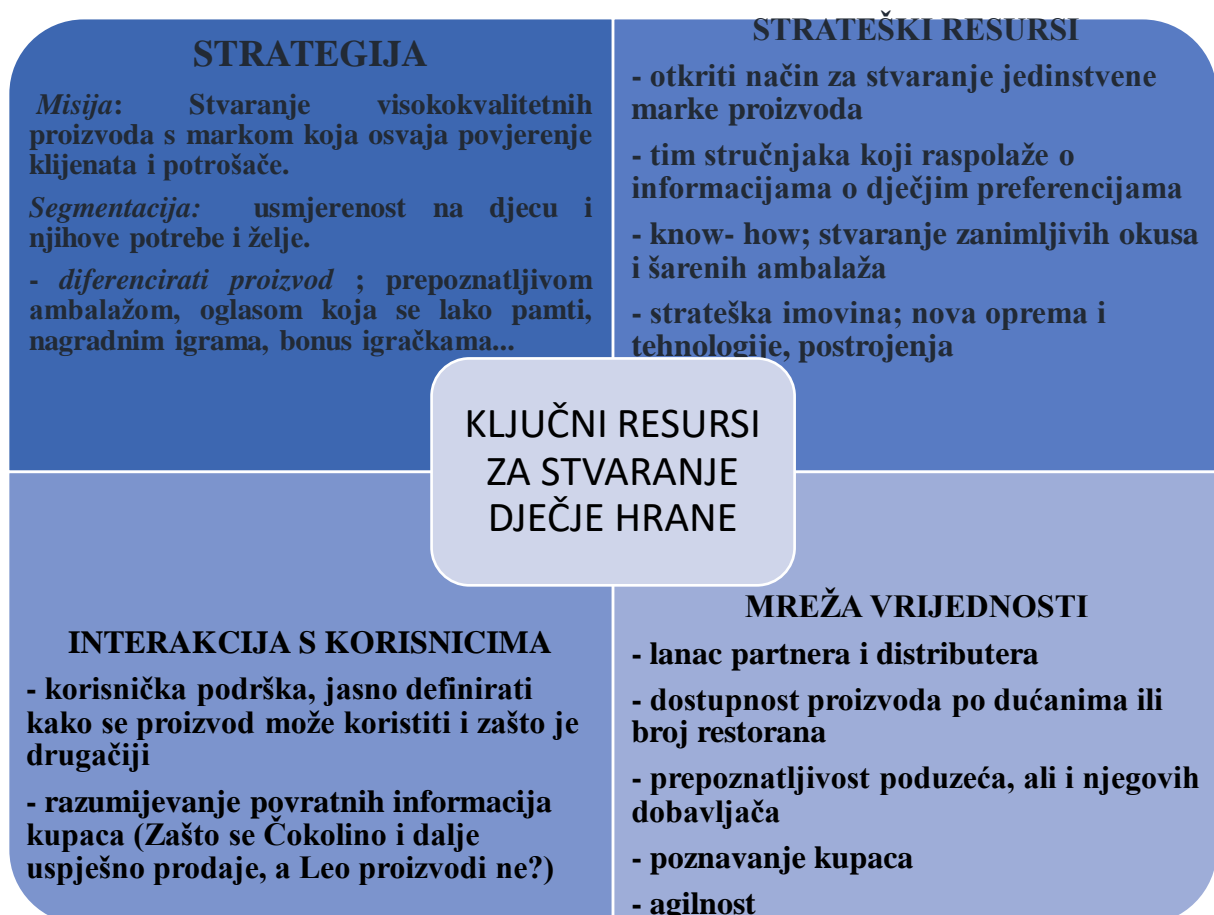 STRATEGIJA
Misija: Stvaranje visokokvalitetnih
proizvoda s markom koja osvaja povjerenje
klijenata i potrošače.
Segmentacija: usmjerenost na djecu i
njihove potrebe i želje.
- diferencirati proizvod ; prepoznatljivom
ambalažom, oglasom koja se lako pamti,
nagradnim igrama, bonus igračkama...
STRATEŠKI RESURSI
- otkriti način za stvaranje jedinstvene
marke proizvoda
- tim stručnjaka koji raspolaže o
informacijama o dječjim preferencijama
- know- how; stvaranje zanimljivih okusa
i šarenih ambalaža
- strateška imovina; nova oprema i
tehnologije, postrojenja
KLJUČNI RESURSI
ZA STVARANJE
DJEČJE HRANE
INTERAKCIJA S KORISNICIMA
- korisnička podrška, jasno definirati
kako se proizvod može koristiti i zašto je
drugačiji
- razumijevanje povratnih informacija
kupaca (Zašto se Čokolino i dalje
uspješno prodaje, a Leo proizvodi ne?)
MREŽA VRIJEDNOSTI
- lanac partnera i distributera
- dostupnost proizvoda po dućanima ili
broj restorana
- prepoznatljivost poduzeća, ali i njegovih
dobavljača
- poznavanje kupaca
- agilnost